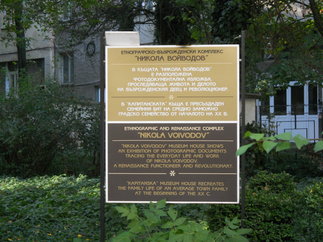 ЕТНОГРАФСКО-ВЪЗРОЖДЕНСКИ КОМПЛЕКС
"НИКОЛА ВОЙВОДОВ"
В КЪЩАТА "НИКОЛА ВОЙВОДОВ"
Е РАЗПОЛОЖЕНА
ФОТОДОКУМЕНТАЛНА ИЗЛОЖБА,
ПРОСЛЕДЯВАЩА ЖИВОТА И ДЕЛОТО
НА ВЪЗРОЖДЕНСКИЯ ДЕЕЦ И РЕВОЛЮЦИОНЕР.
В "КАПИТАНСКАТА" КЪЩА Е ПРЕСЪЗДАДЕН
СЕМЕЙНИЯ БИТ НА СРЕДНО ЗАМОЖНО
ГРАДСКО СЕМЕЙСТВО ОТ НАЧАЛОТО НА XX В.
ETHNOGRAPHIC AND RENAISSANCE COMPLEX
"NIKOLA VOIVODOV"
"NIKOLA VOIVODOV" MUSEUM HOUSE SHOWS
AN EXHIBITION OF PHOTOGRAPHIC DOCUMENTS
TRACING THE EVERYDAY LIFE AND WORK
OF NIKOLA VOIVODOV,
A RENAISSANCE FUNCTIONEER AND REVOLUTIONARY.
"KAPITANSKA" MUSEUM HOUSE RECREATES
THE FAMILY LIFE OF AN AVERAGE TOWN FAMILY
AT THE BEGINNING OF THE XX C.